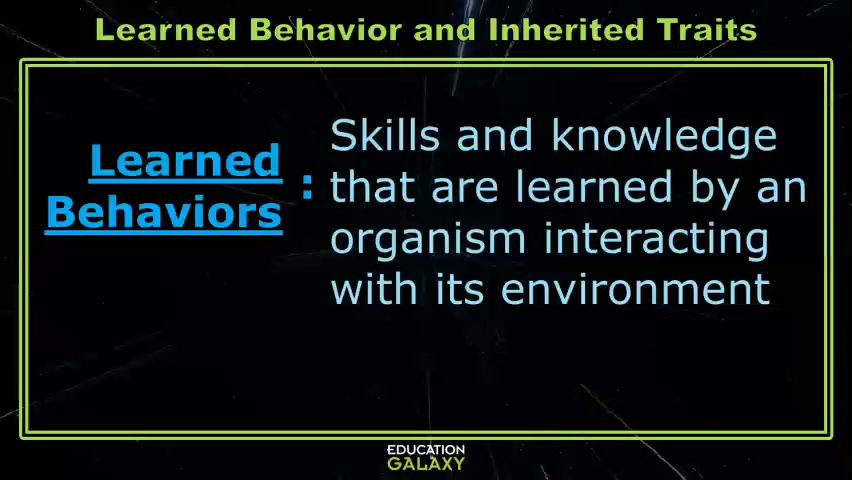 Learned Behavior and Inherited Traits
Learned
Behaviors
:
Skills and knowledge
that are learned by an
organism interacting
with its environment
EDUCATION
GALAXY